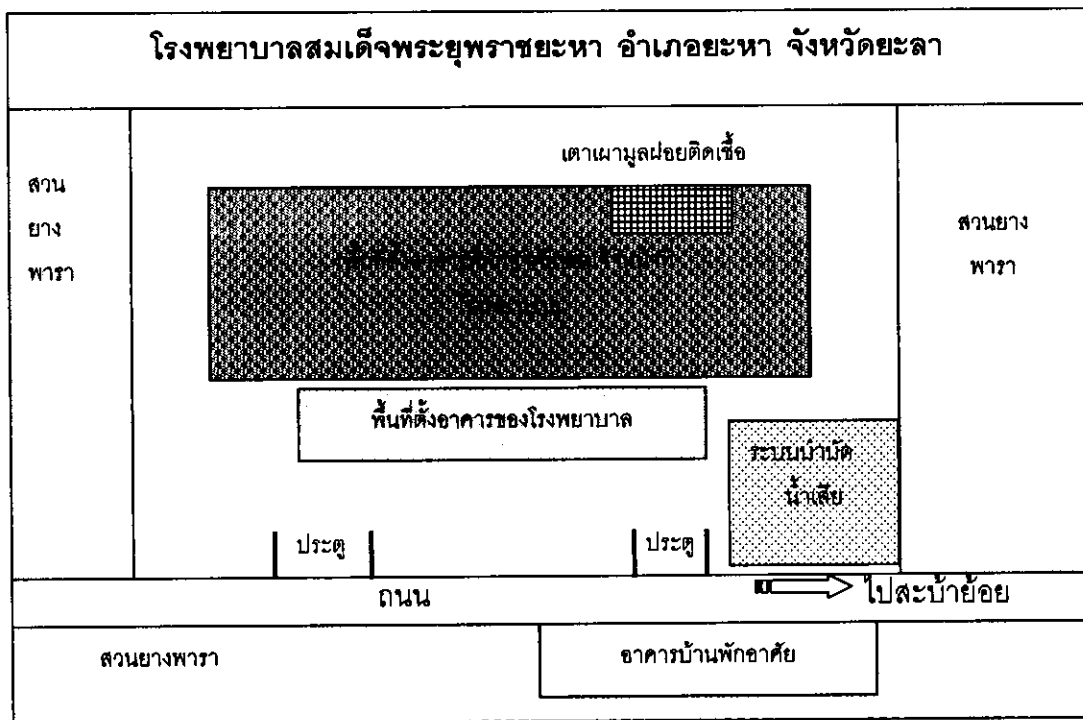 โรงพยาบาลสมเด็จพระยุพราชยะหา อำเภอยะหา จังหวัดยะลา
เตาเผามูลฝอยติดเชื้อ
สวน
ยาง
พารา
สวนยาง
พารา
พื้นที่ตั้งอาคารของโรงพยาบาล
ระบบบำบัด
น้ำเสีย
ประตู
ประตู
ถนน
ไปสะบ้าย้อย
สวนยางพารา
อาคารบ้านพักอาศัย